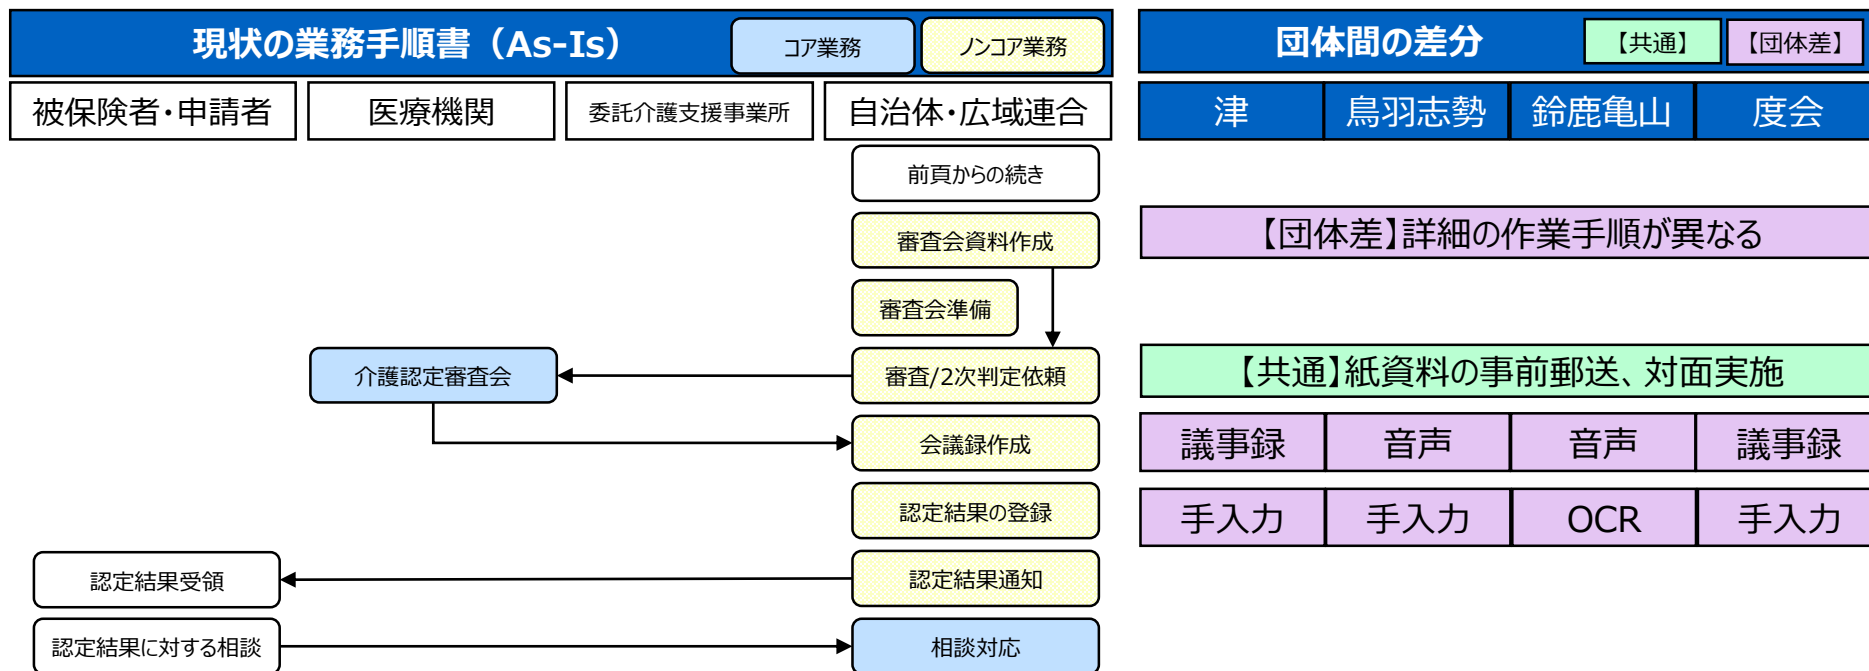 現状の業務手順書（As-Is）
コア業務
ノンコア業務
団体間の差分
【共通】
【団体差】
被保険者・申請者
医療機関
委託介護支援事業所
自治体・広域連合
津
鳥羽志勢
鈴鹿亀山
度会
前頁からの続き
審査会資料作成
【団体差】詳細の作業手順が異なる
審査会準備
介護認定審査会
審査/2次判定依頼
【共通】紙資料の事前郵送、対面実施
会議録作成
議事録
音声
音声
議事録
認定結果の登録
手入力
手入力
OCR
手入力
認定結果受領
認定結果通知
認定結果に対する相談
相談対応